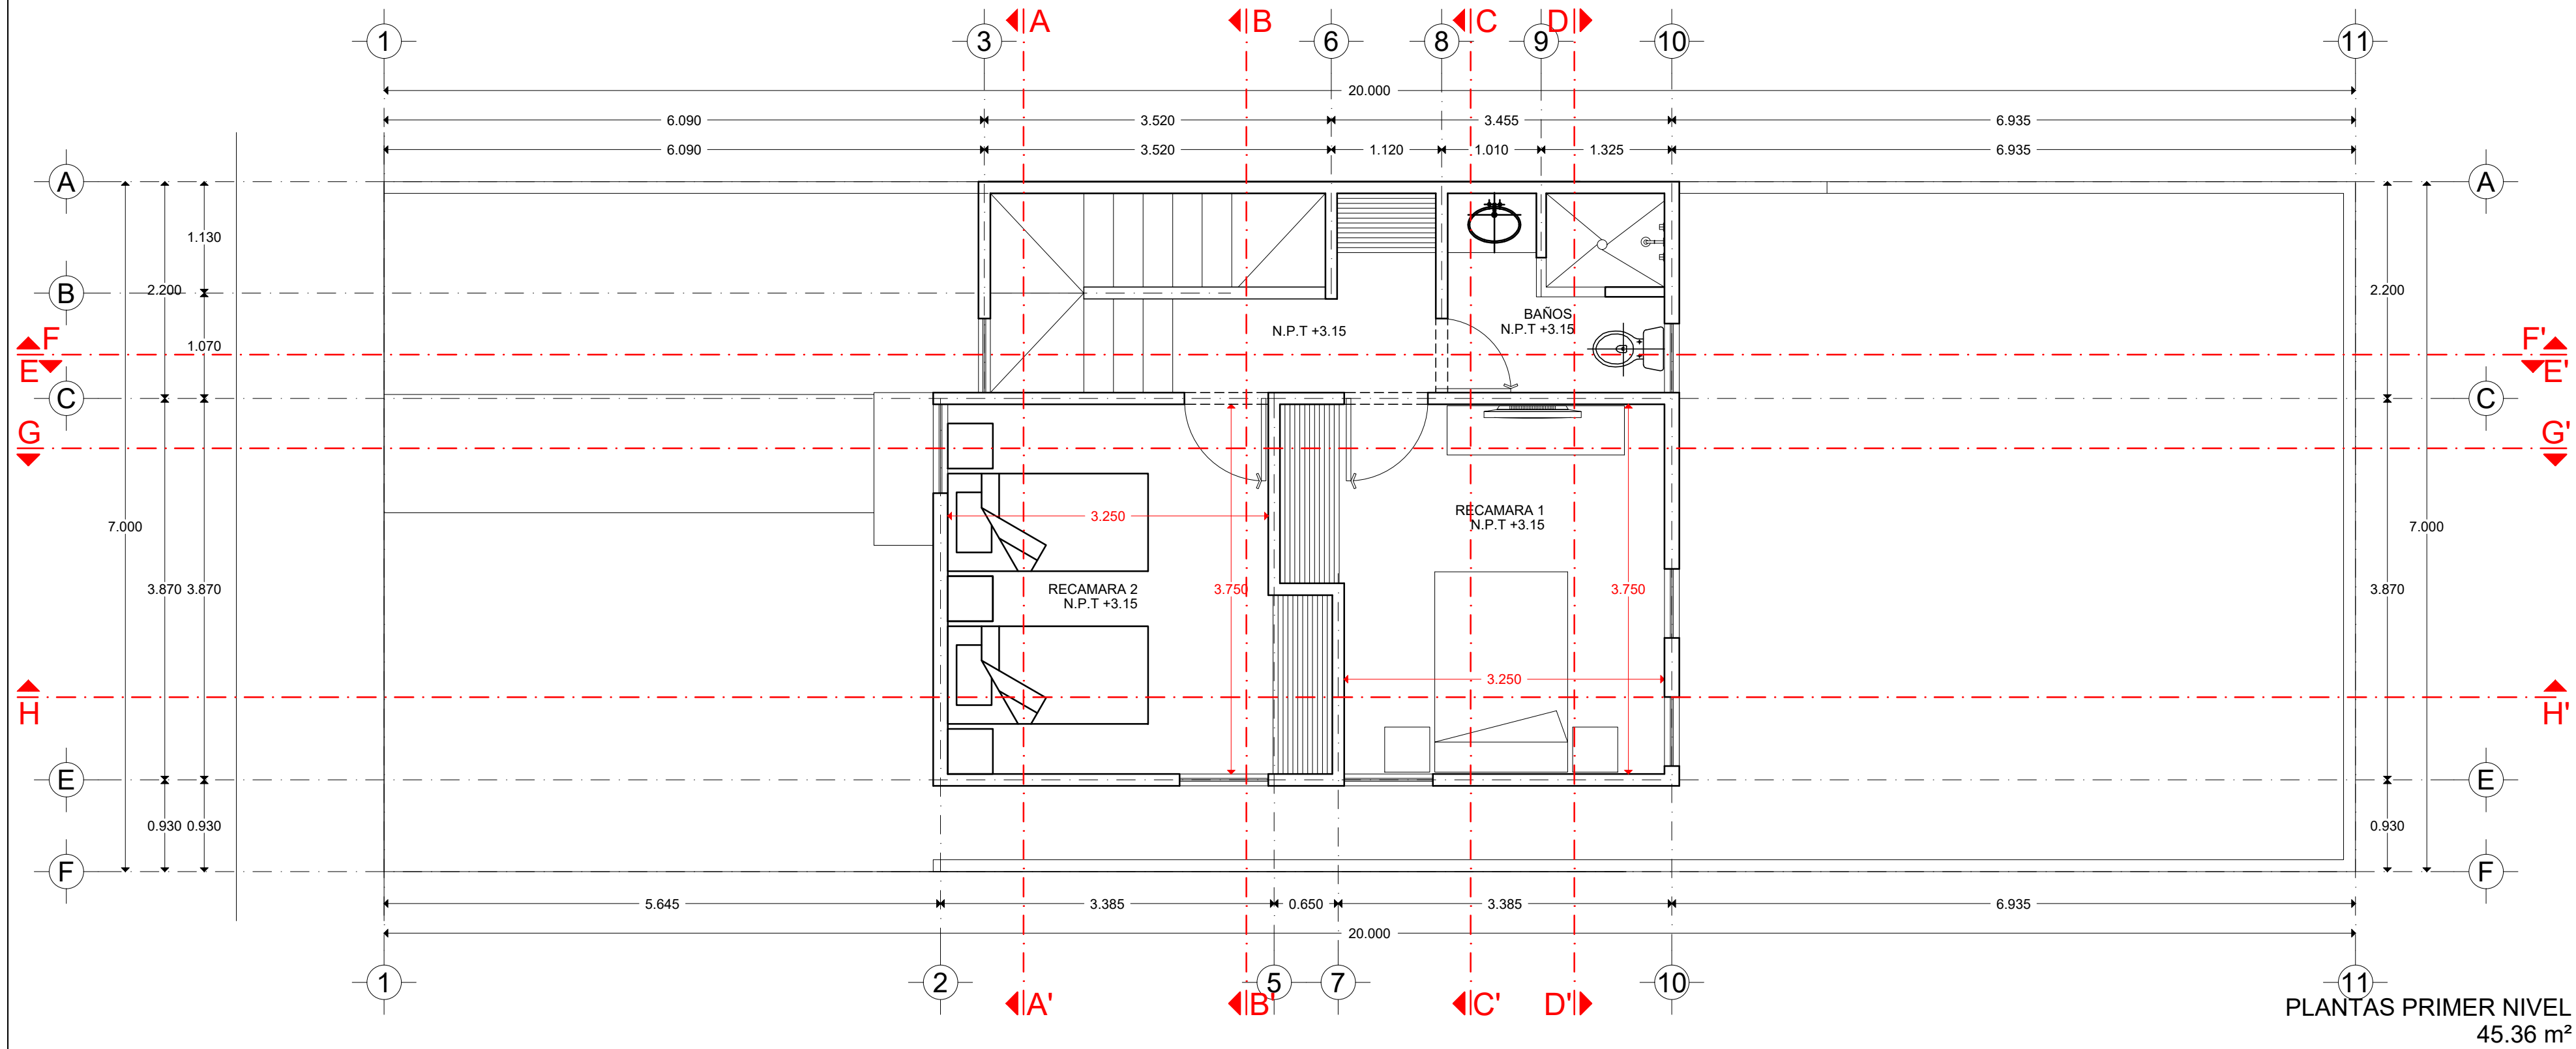 A B C D
1 3 6 8 9 10 11
20.000
6.090 3.520 3.455 6.935
6.090 3.520 1.120 1.010 1.325 6.935
A A
1.130
2.200 2.200
B
BAÑOS
N.P.T +3.15 N.P.T +3.15
1.070
F F'
E E'
C C
G G'
RECAMARA 1
N.P.T +3.15
3.250
7.000 7.000
3.870 3.870 3.750 3.750 3.870
RECAMARA 2
N.P.T +3.15
3.250
H H'
E E
0.930 0.930 0.930
F F
5.645 3.385 0.650 3.385 6.935
20.000
1 2 5 7 10 11
A' B' C' D'
PLANTAS PRIMER NIVEL
45.36 m²